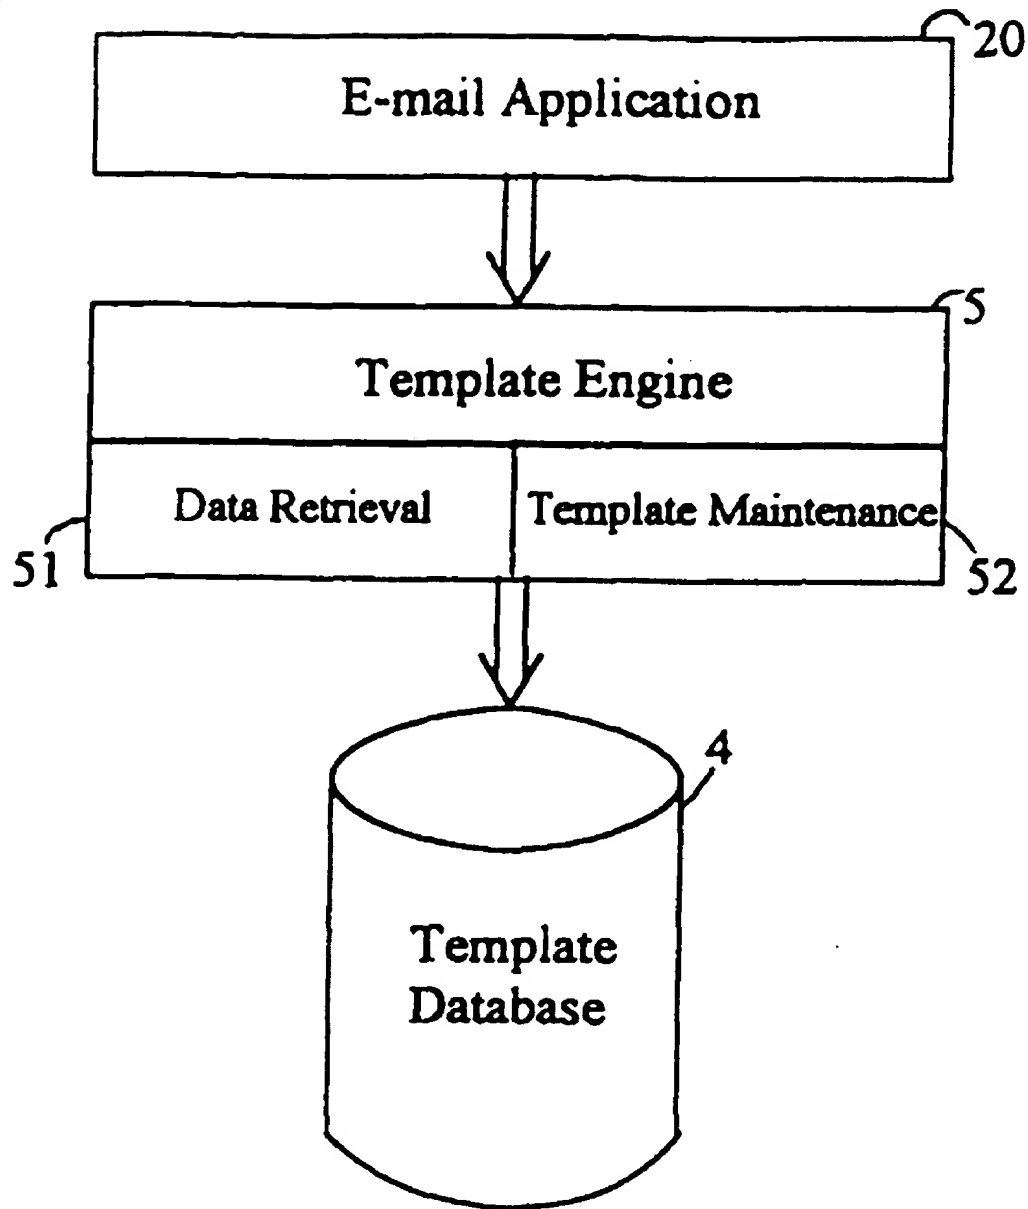 20
E-mail Application
5
Template Engine
Data Retrieval
Template Maintenance
51
52
4
Template
Database